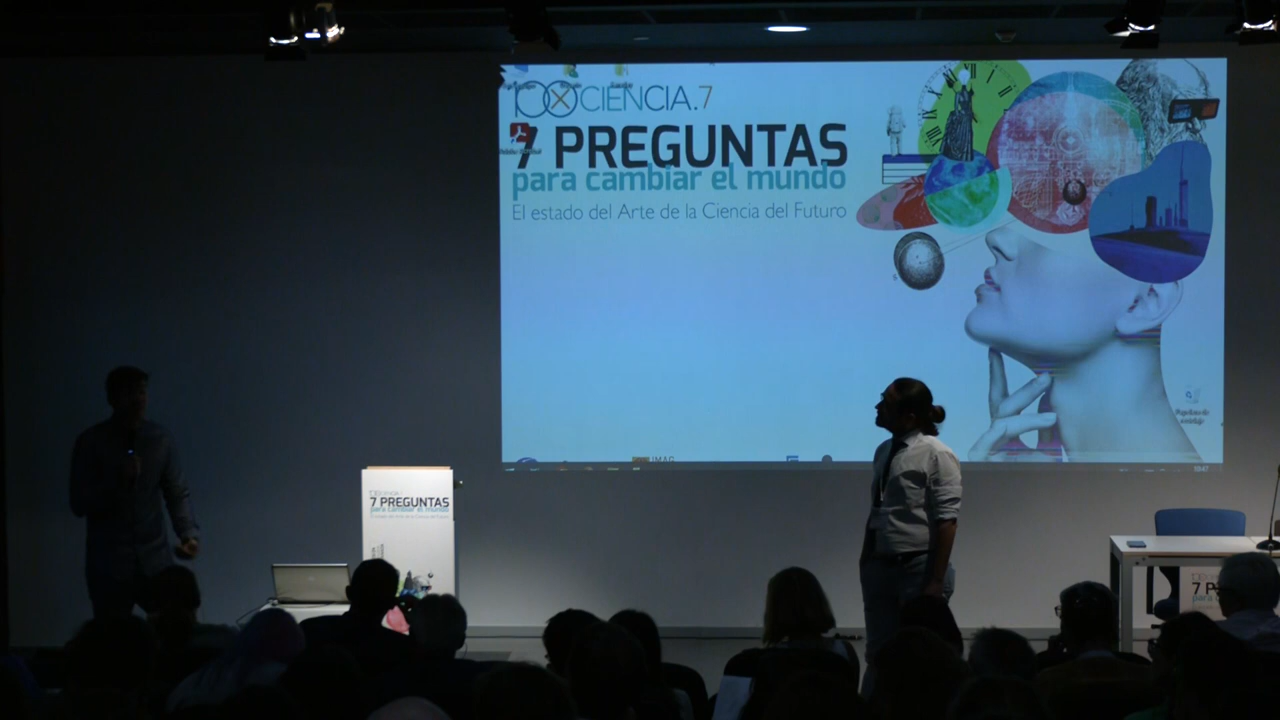 100XCIENCIA.7
7 PREGUNTAS
para cambiar el mundo
El estado del Arte de la Ciencia del Futuro
7 PREGUNTAS
para cambiar el mundo
7 P